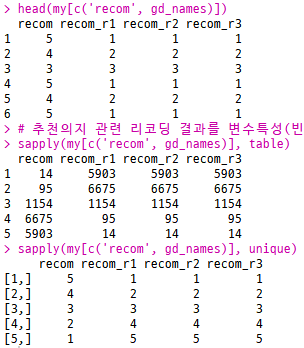 > head(my[c('recom', gd_names)])
  recom recom_r1 recom_r2 recom_r3
1     5        1        1        1
2     4        2        2        2
3     3        3        3        3
4     5        1        1        1
5     4        2        2        2
6     5        1        1        1
> # 추천의지 관련 리코딩 결과를 변수특성(빈
> sapply(my[c('recom', gd_names)], table)
  recom recom_r1 recom_r2 recom_r3
1    14     5903     5903     5903
2    95     6675     6675     6675
3  1154     1154     1154     1154
4  6675       95       95       95
5  5903       14       14       14
> sapply(my[c('recom', gd_names)], unique)
     recom recom_r1 recom_r2 recom_r3
[1,]     5        1        1        1
[2,]     4        2        2        2
[3,]     3        3        3        3
[4,]     2        4        4        4
[5,]     1        5        5        5